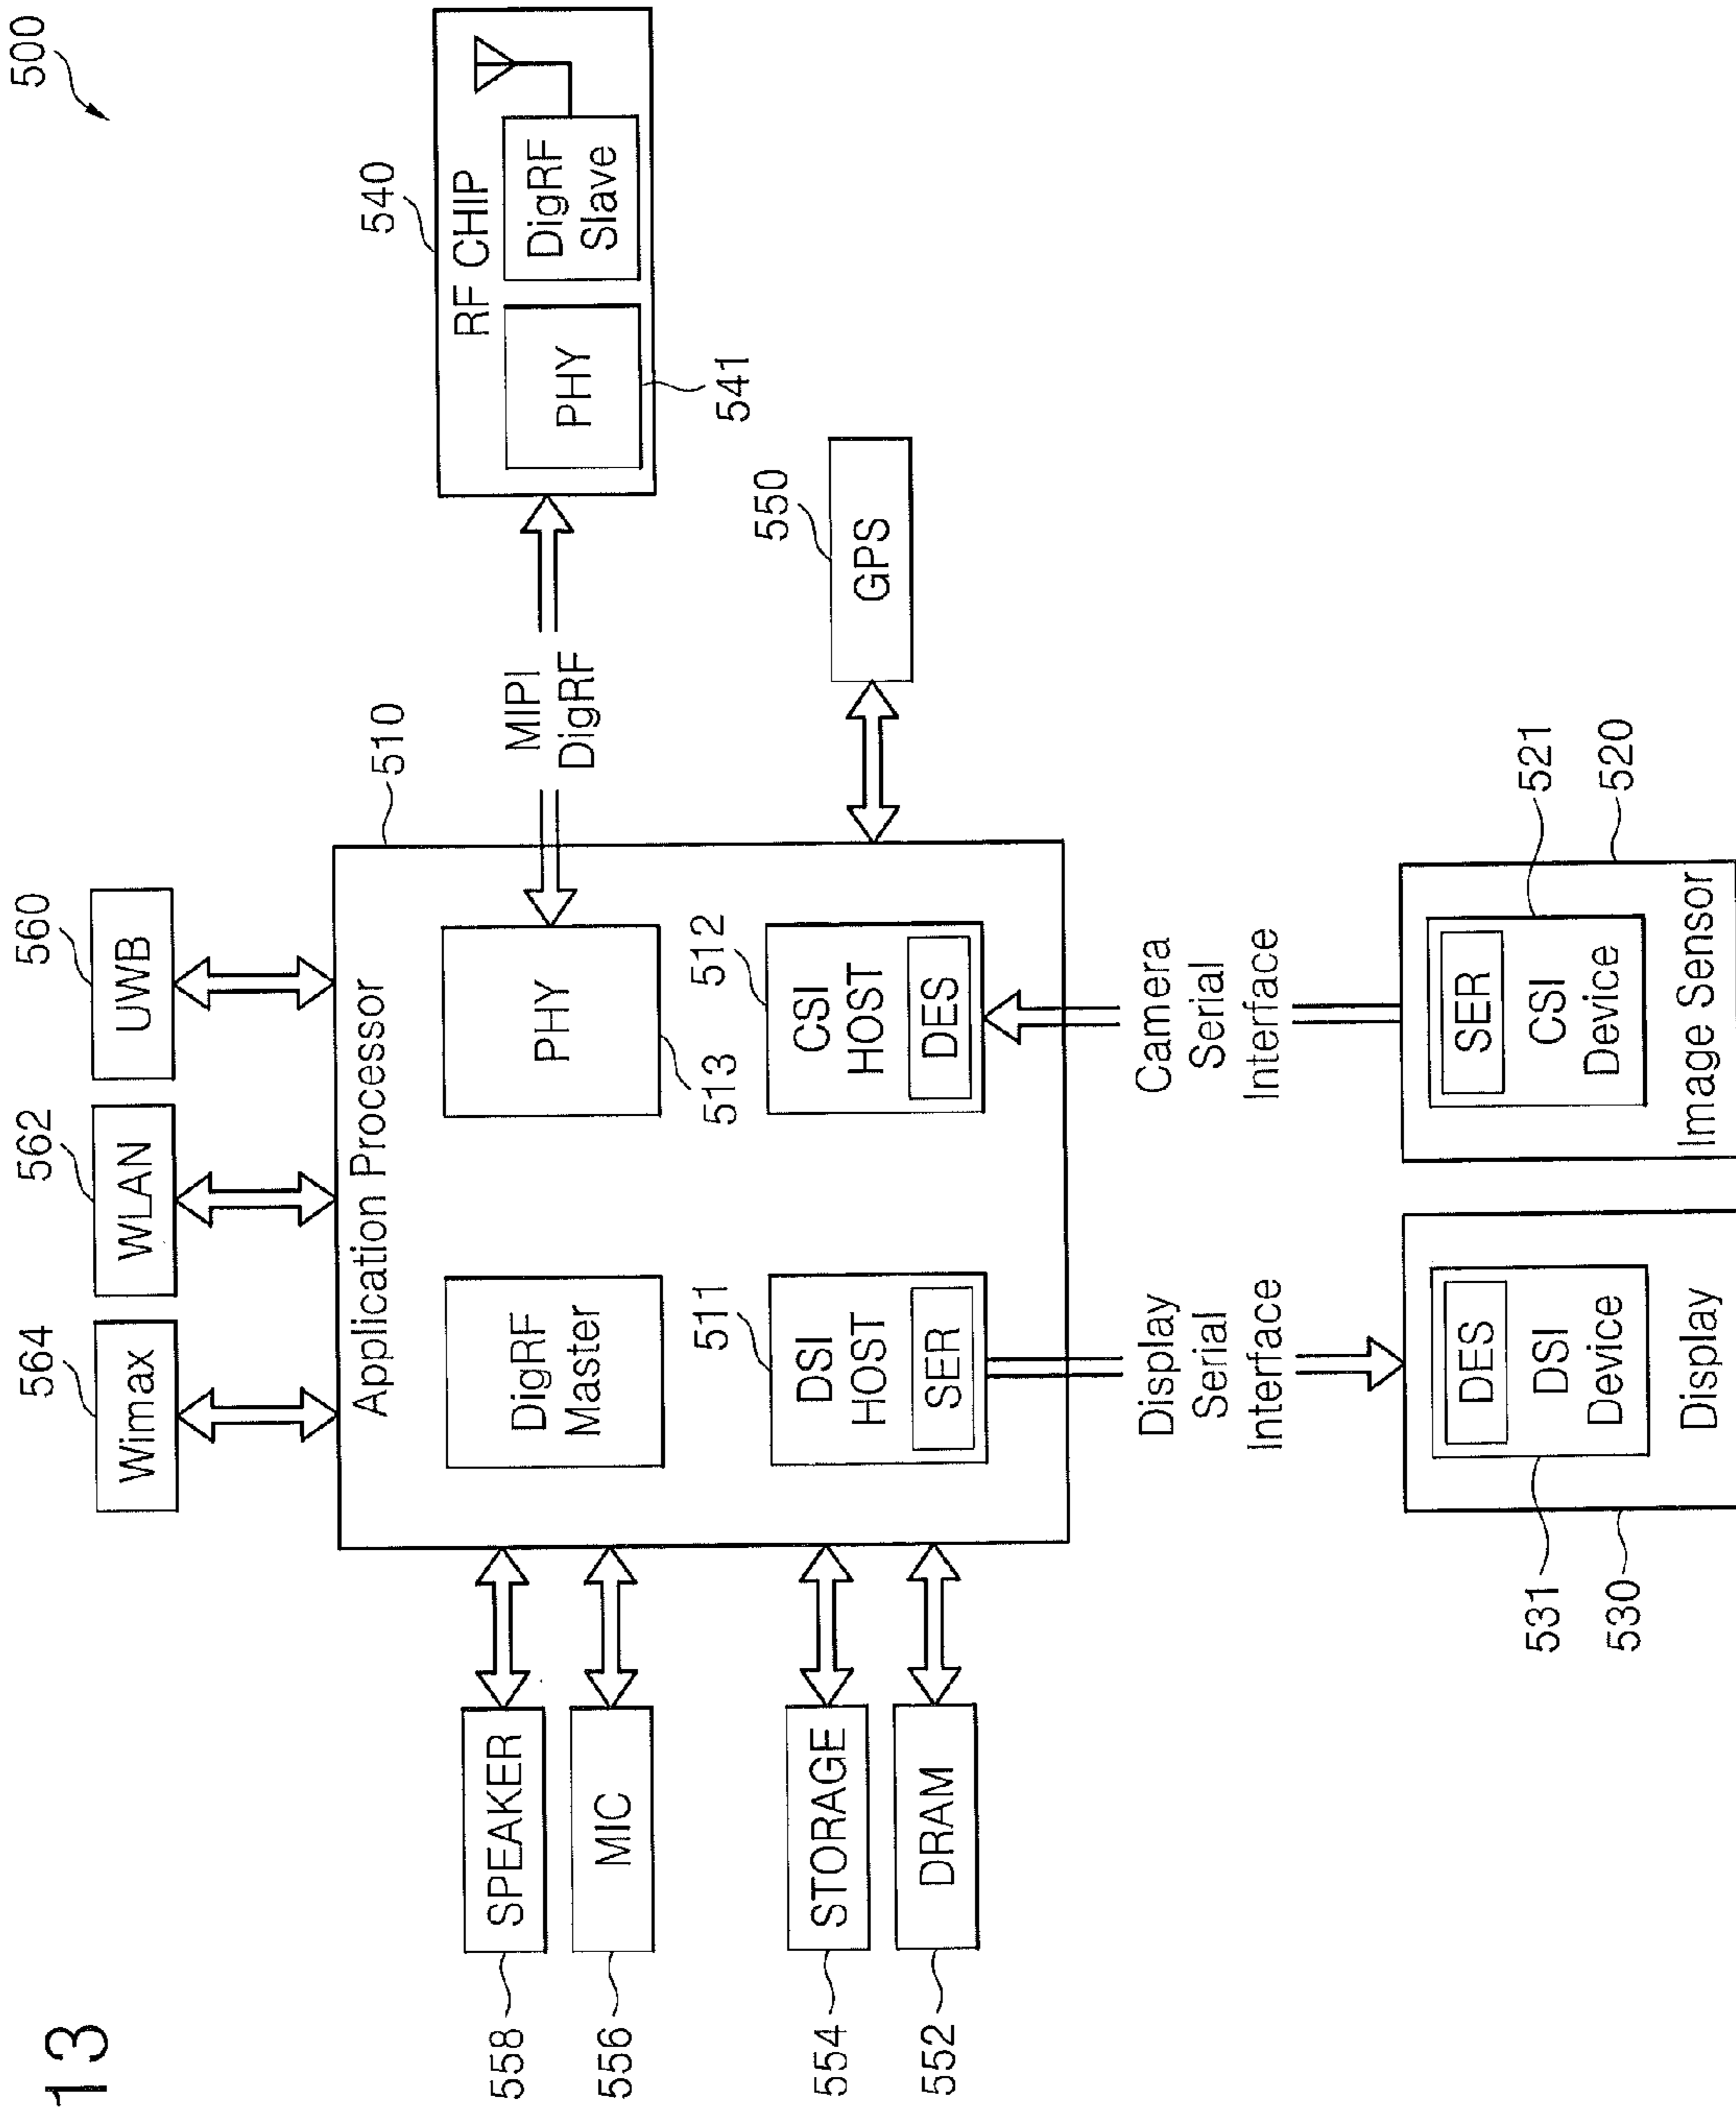 13
500
564
562
560
Wimax
WLAN
UWB
510
540
Application Processor
RF CHIP
558
SPEAKER
DigRF
Master
PHY
513
MIPI
DigRF
PHY
541
DigRF
Slave
556
MIC
550
GPS
511
512
554
STORAGE
DSI
HOST
SER
CSI
HOST
DES
552
DRAM
Display
Serial
Interface
Camera
Serial
Interface
DES
DSI
Device
531
530
Display
SER
CSI
Device
521
520
Image Sensor